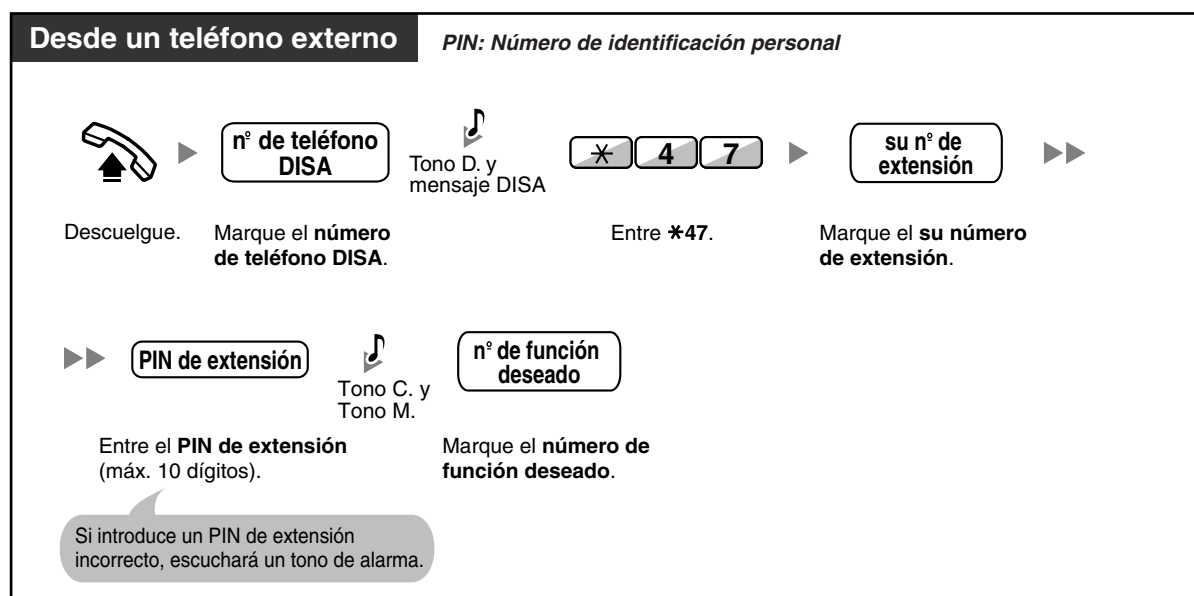 Desde un teléfono externo
PIN: Número de identificación personal
nº de teléfono
DISA
Tono D. y
mensaje DISA
* 4 7
su nº de
extensión
Descuelgue.
Marque el número
de teléfono DISA.
Entre *47.
Marque el su número
de extensión.
PIN de extensión
Tono C. y
Tono M.
nº de función
deseado
Entre el PIN de extensión
(máx. 10 dígitos).
Marque el número de
función deseado.
Si introduce un PIN de extensión
incorrecto, escuchará un tono de alarma.